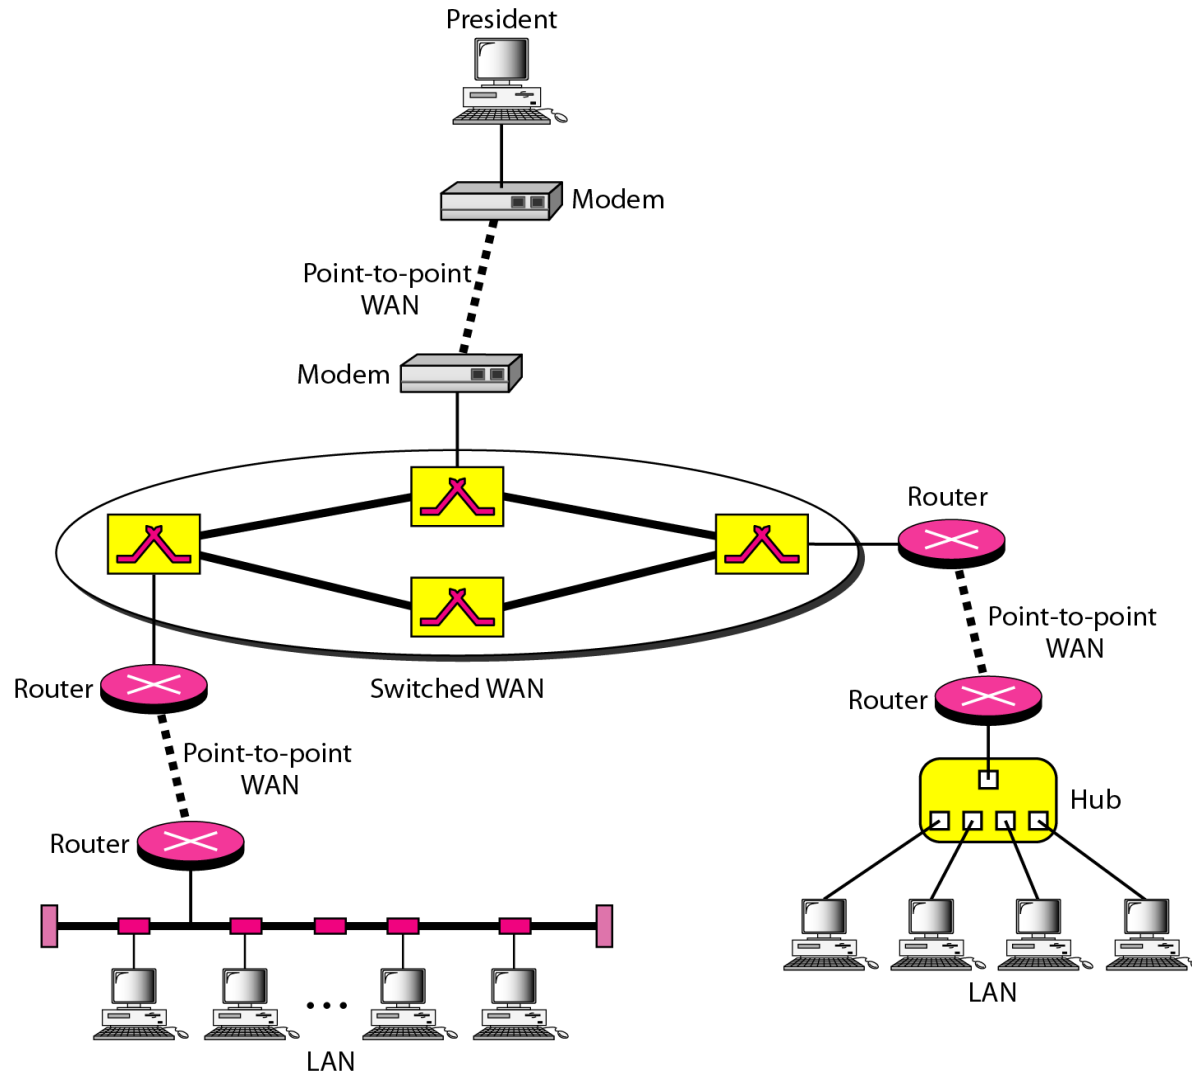 President
Modem
Point-to-point
WAN
Modem
Router
Point-to-point
WAN
Router
Switched WAN
Router
Point-to-point
WAN
Hub
Router
LAN
LAN